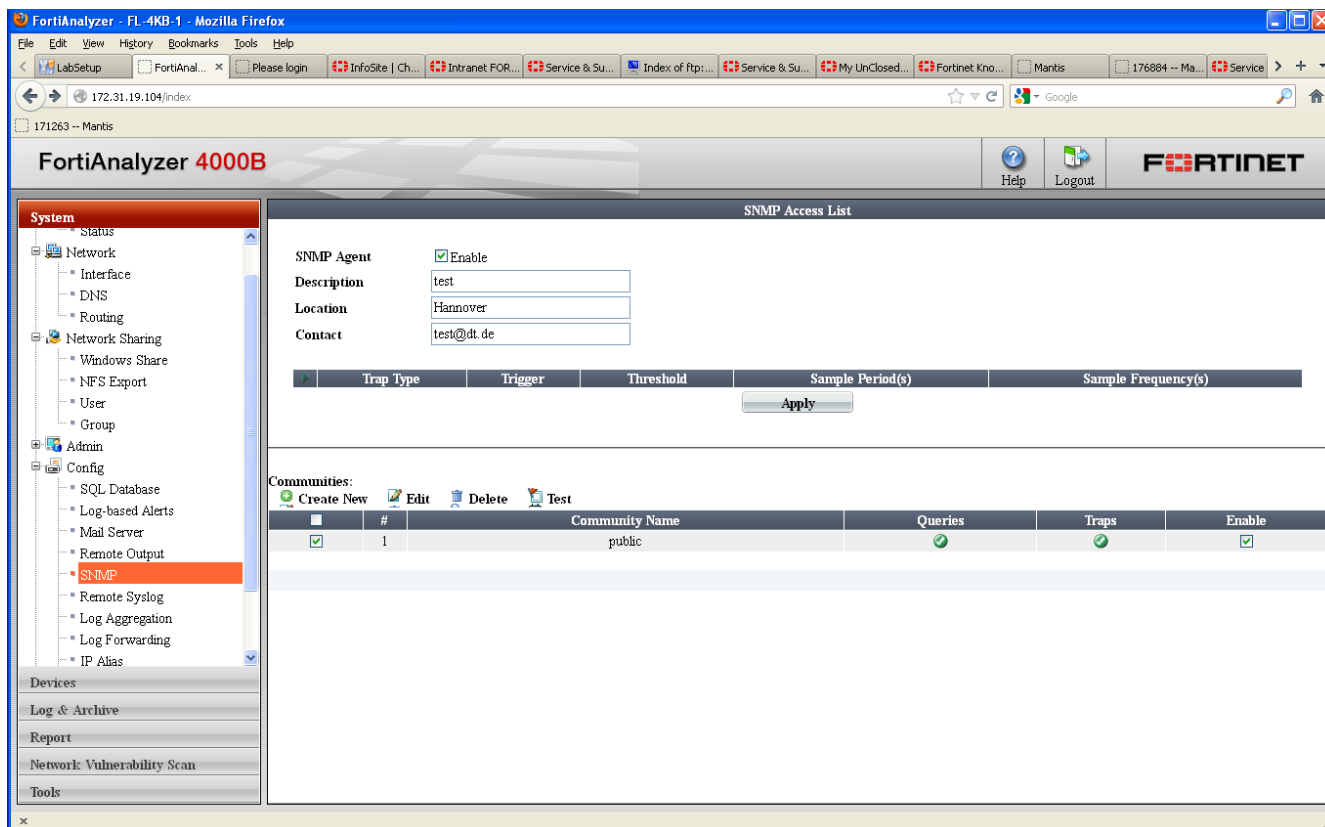 FortiAnalyzer - FL-4KB-1 - Mozilla Firefox
File Edit View History Bookmarks Tools Help
LabSetup FortiAnal... × Please login InfoSite | Ch... Intranet FOR... Service & Su... Index of ftp:... Service & Su... My UnClosed... Fortinet Kno... Mantis 176884 -- Ma... Service
172.31.19.104/index Google
171263 -- Mantis
FortiAnalyzer 4000B Help Logout FORTINET
System
Status
Network
Interface
DNS
Routing
Network Sharing
Windows Share
NFS Export
User
Group
Admin
Config
SQL Database
Log-based Alerts
Mail Server
Remote Output
SNMP
Remote Syslog
Log Aggregation
Log Forwarding
IP Alias
Devices
Log & Archive
Report
Network Vulnerability Scan
Tools
SNMP Access List
SNMP Agent Enable
Description test
Location Hannover
Contact test@dt.de
Trap Type Trigger Threshold Sample Period(s) Sample Frequency(s)
Apply
Communities:
Create New Edit Delete Test
# Community Name Queries Traps Enable
1 public